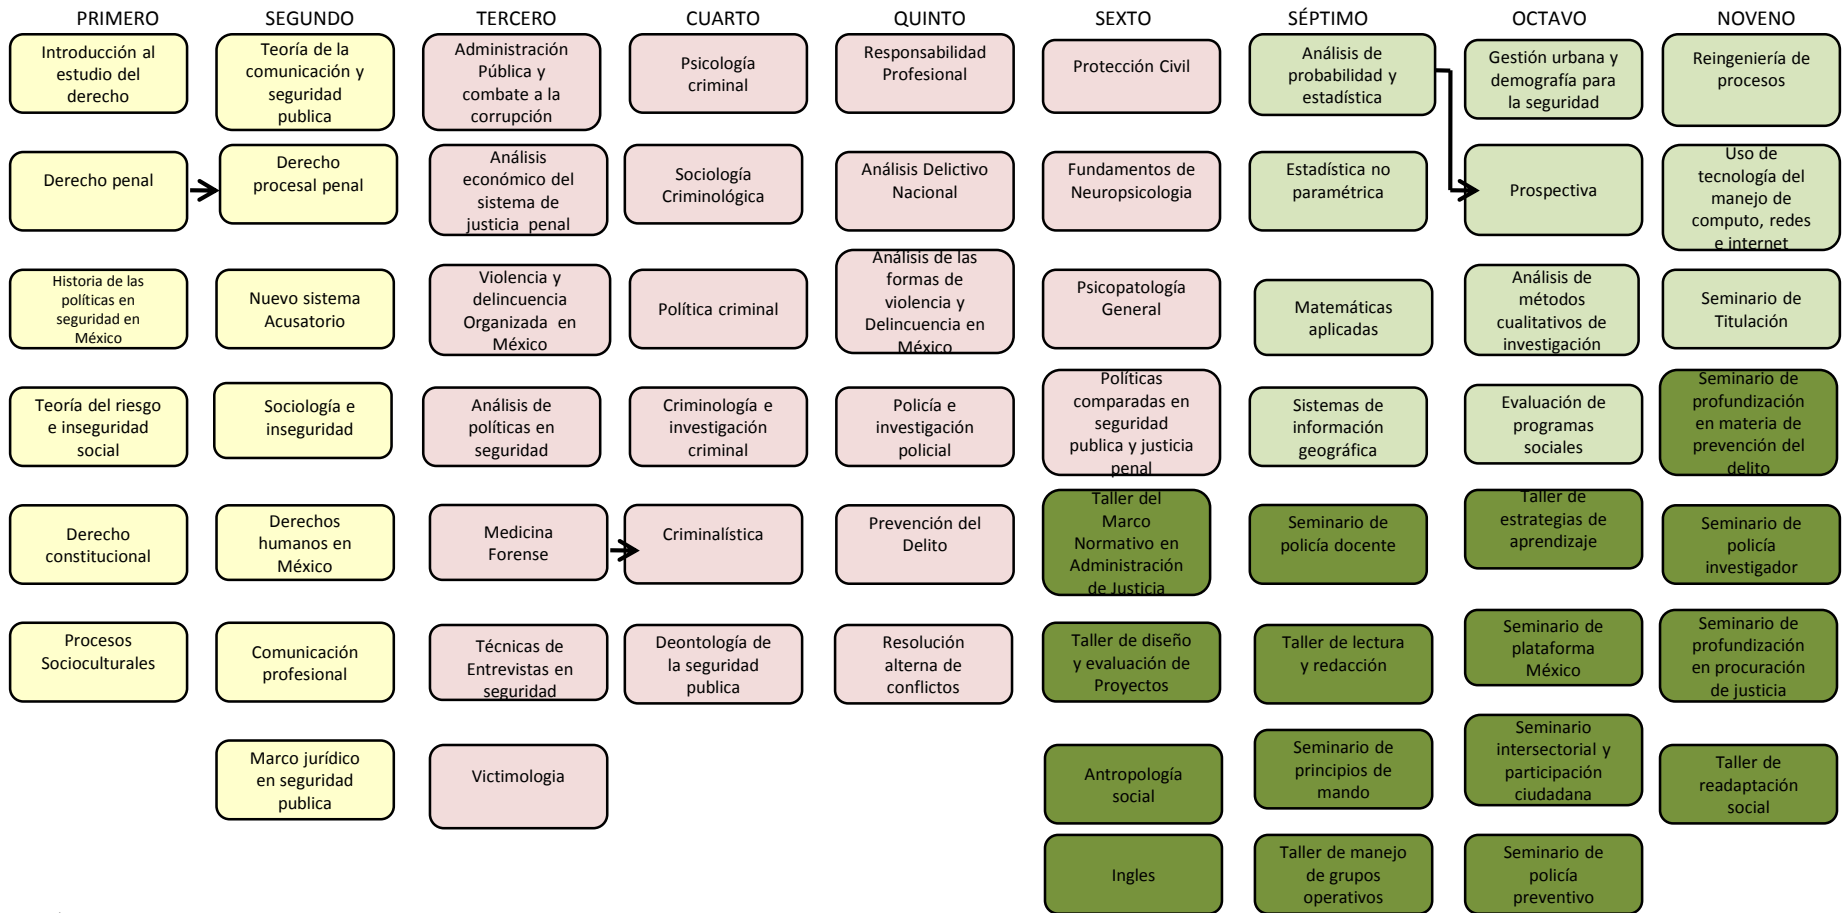 PRIMERO
Introducción al
estudio del
derecho
Derecho penal
Historia de las
políticas en
seguridad en
México
Teoría del riesgo
e inseguridad
social
Derecho
constitucional
Procesos
Socioculturales
SEGUNDO
Teoría de la
comunicación y
seguridad
publica
Derecho
procesal penal
Nuevo sistema
Acusatorio
Sociología e
inseguridad
Derechos
humanos en
México
Comunicación
profesional
Marco jurídico
en seguridad
publica
TERCERO
Administración
Pública y
combate a la
corrupción
Análisis
económico del
sistema de
justicia penal
Violencia y
delincuencia
Organizada en
México
Análisis de
políticas en
seguridad
Medicina
Forense
Técnicas de
Entrevistas en
seguridad
Victimologia
CUARTO
Psicología
criminal
Sociología
Criminológica
Política criminal
Criminología e
investigación
criminal
Criminalística
Deontología de
la seguridad
publica
QUINTO
Responsabilidad
Profesional
Análisis Delictivo
Nacional
Análisis de las
formas de
violencia y
Delincuencia en
México
Policía e
investigación
policial
Prevención del
Delito
Resolución
alterna de
conflictos
SEXTO
Protección Civil
Fundamentos de
Neuropsicologia
Psicopatología
General
Políticas
comparadas en
seguridad
publica y justicia
penal
Taller del
Marco
Normativo en
Administración
de Justicia
Taller de diseño
y evaluación de
Proyectos
Antropología
social
Ingles
SÉPTIMO
Análisis de
probabilidad y
estadística
Estadística no
paramétrica
Matemáticas
aplicadas
Sistemas de
información
geográfica
Seminario de
policía docente
Taller de lectura
y redacción
Seminario de
principios de
mando
Taller de manejo
de grupos
operativos
OCTAVO
Gestión urbana y
demografía para
la seguridad
Prospectiva
Análisis de
métodos
cualitativos de
investigación
Evaluación de
programas
sociales
Taller de
estrategias de
aprendizaje
Seminario de
plataforma
México
Seminario
intersectorial y
participación
ciudadana
Seminario de
policía
preventivo
NOVENO
Reingeniería de
procesos
Uso de
tecnología del
manejo de
computo, redes
e internet
Seminario de
Titulación
Seminario de
profundización
en materia de
prevención del
delito
Seminario de
policía
investigador
Seminario de
profundización
en procuración
de justicia
Taller de
readaptación
social